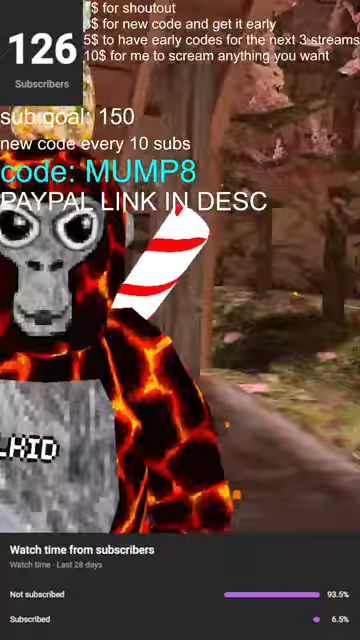 126
Subscribers
1$ for shoutout
3$ for new code and get it early
5$ to have early codes for the next 3 streams
10$ for me to scream anything you want
sub goal: 150
new code every 10 subs
code: MUMP8
PAYPAL LINK IN DESC
Watch time from subscribers
Watch time · Last 28 days
Not subscribed 93.5%
Subscribed 6.5%